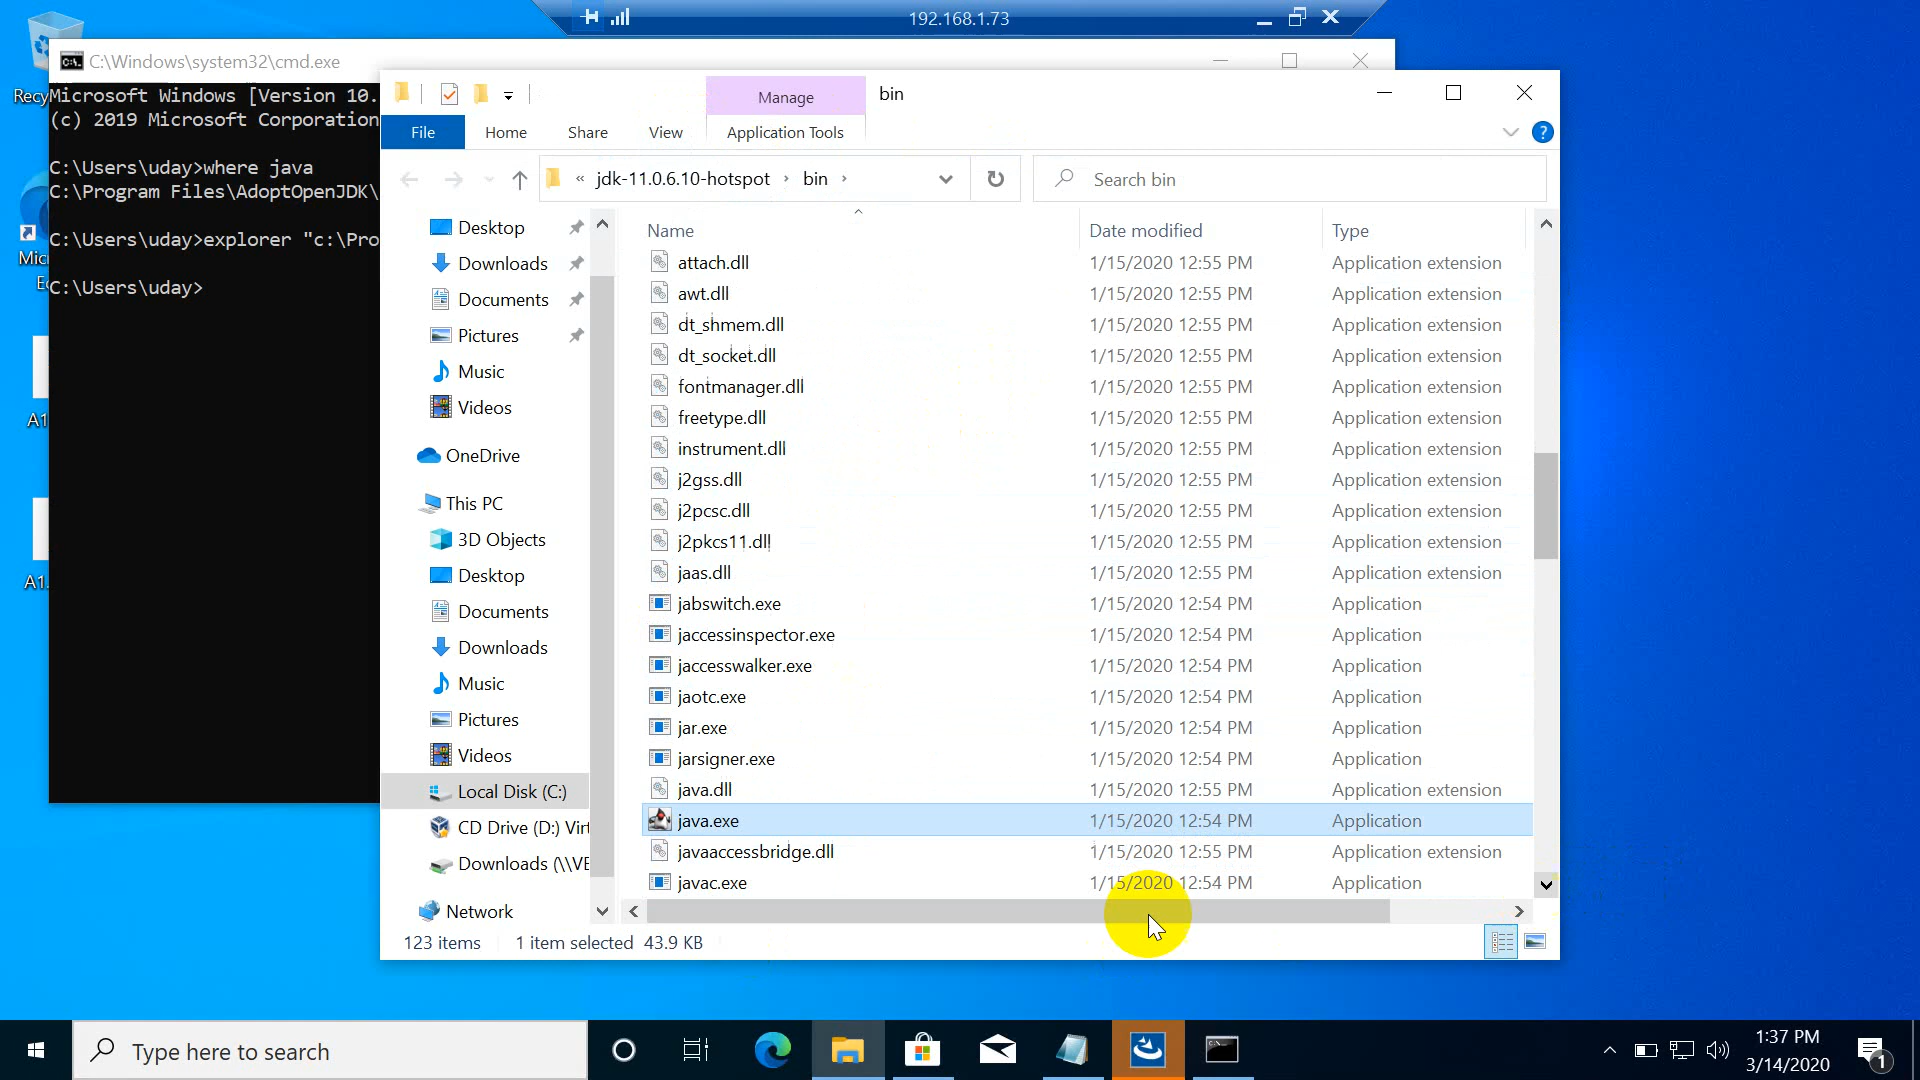 192.168.1.73
C:\Windows\system32\cmd.exe
Recy
Microsoft Windows [Version 10.
(c) 2019 Microsoft Corporation
C:\Users\uday>where java
C:\Program Files\AdoptOpenJDK\
C:\Users\uday>explorer "c:\Pro
C:\Users\uday>
Mic
E
A1
A1.
Manage
bin
File
Home
Share
View
Application Tools
« jdk-11.0.6.10-hotspot › bin ›
Search bin
Desktop
Downloads
Documents
Pictures
Music
Videos
OneDrive
This PC
3D Objects
Desktop
Documents
Downloads
Music
Pictures
Videos
Local Disk (C:)
CD Drive (D:) Virt
Downloads (\\VE
Network
Name Date modified Type
attach.dll 1/15/2020 12:55 PM Application extension
awt.dll 1/15/2020 12:55 PM Application extension
dt_shmem.dll 1/15/2020 12:55 PM Application extension
dt_socket.dll 1/15/2020 12:55 PM Application extension
fontmanager.dll 1/15/2020 12:55 PM Application extension
freetype.dll 1/15/2020 12:55 PM Application extension
instrument.dll 1/15/2020 12:55 PM Application extension
j2gss.dll 1/15/2020 12:55 PM Application extension
j2pcsc.dll 1/15/2020 12:55 PM Application extension
j2pkcs11.dll 1/15/2020 12:55 PM Application extension
jaas.dll 1/15/2020 12:55 PM Application extension
jabswitch.exe 1/15/2020 12:54 PM Application
jaccessinspector.exe 1/15/2020 12:54 PM Application
jaccesswalker.exe 1/15/2020 12:54 PM Application
jaotc.exe 1/15/2020 12:54 PM Application
jar.exe 1/15/2020 12:54 PM Application
jarsigner.exe 1/15/2020 12:54 PM Application
java.dll 1/15/2020 12:55 PM Application extension
java.exe 1/15/2020 12:54 PM Application
javaaccessbridge.dll 1/15/2020 12:55 PM Application extension
javac.exe 1/15/2020 12:54 PM Application
123 items 1 item selected 43.9 KB
Type here to search
1:37 PM
3/14/2020
1